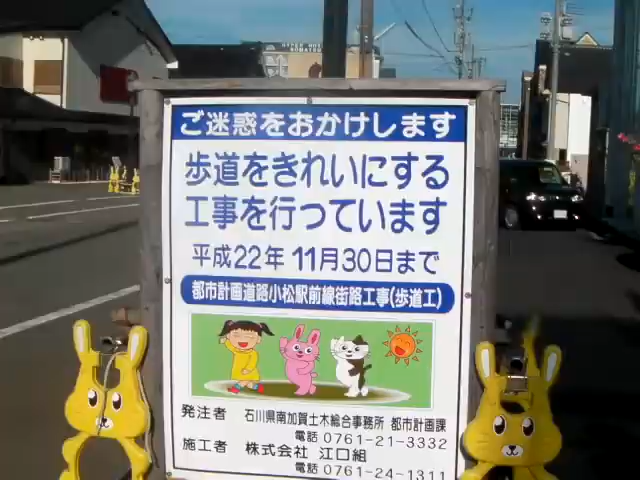 ご迷惑をおかけします
歩道をきれいにする
工事を行っています
平成22年 11月30日まで
都市計画道路小松駅前線街路工事(歩道工)
発注者 石川県南加賀土木総合事務所 都市計画課
電話 0761-21-3332
施工者 株式会社 江口組
電話 0761-24-1311